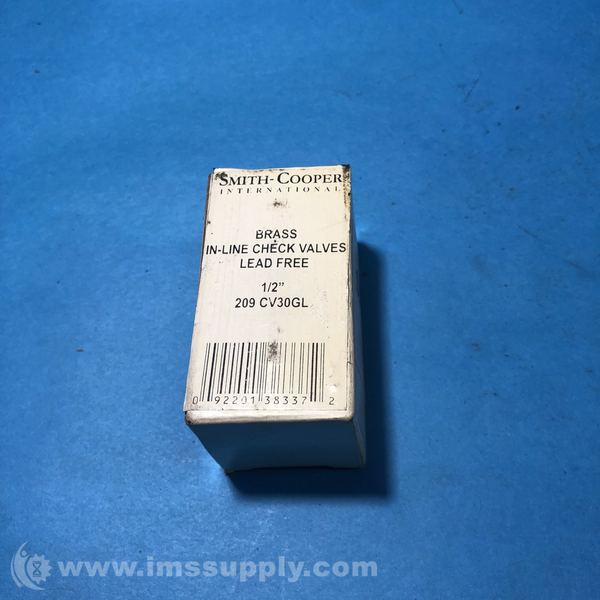 SMITH-COOPER
INTERNATIONAL
BRASS
IN-LINE CHECK VALVES
LEAD FREE
1/2"
209 CV30GL
0 92201 38337 2
www.imssupply.com